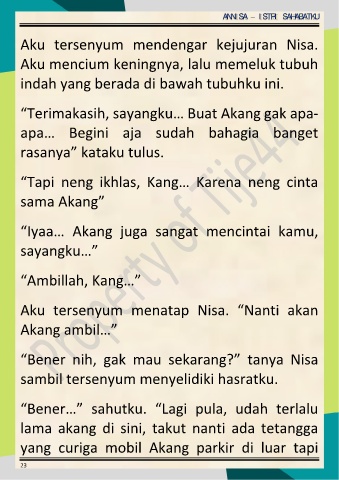 ANNISA – ISTRI SAHABATKU
Aku tersenyum mendengar kejujuran Nisa.
Aku mencium keningnya, lalu memeluk tubuh
indah yang berada di bawah tubuhku ini.
“Terimakasih, sayangku… Buat Akang gak apa-
apa… Begini aja sudah bahagia banget
rasanya” kataku tulus.
“Tapi neng ikhlas, Kang… Karena neng cinta
sama Akang”
“Iyaa… Akang juga sangat mencintai kamu,
sayangku…”
“Ambillah, Kang…”
Aku tersenyum menatap Nisa. “Nanti akan
Akang ambil…”
“Bener nih, gak mau sekarang?” tanya Nisa
sambil tersenyum menyelidiki hasratku.
“Bener…” sahutku. “Lagi pula, udah terlalu
lama akang di sini, takut nanti ada tetangga
yang curiga mobil Akang parkir di luar tapi
23
Property of Tije44